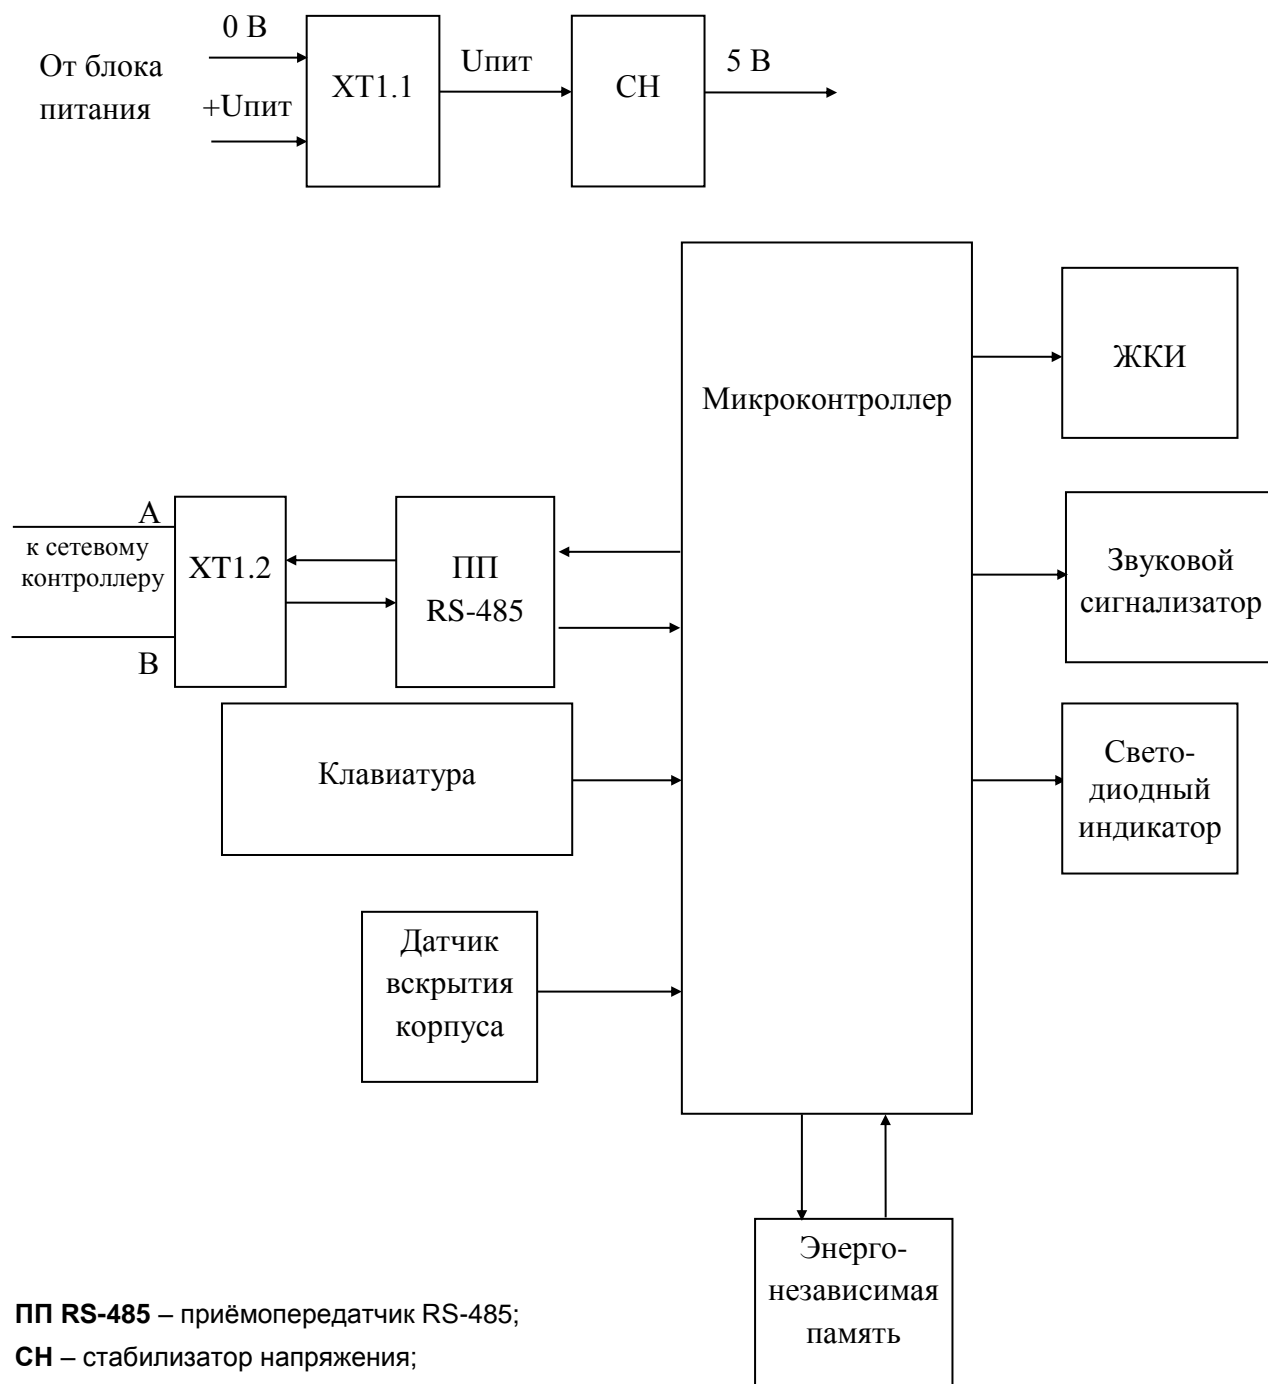 0 В
От блока
питания
+Uпит
XT1.1
Uпит
СН
5 В
Микроконтроллер
ЖКИ
А
к сетевому
контроллеру
В
XT1.2
ПП
RS-485
Звуковой
сигнализатор
Клавиатура
Свето-
диодный
индикатор
Датчик
вскрытия
корпуса
Энерго-
независимая
память
ПП RS-485 – приёмопередатчик RS-485;
СН – стабилизатор напряжения;